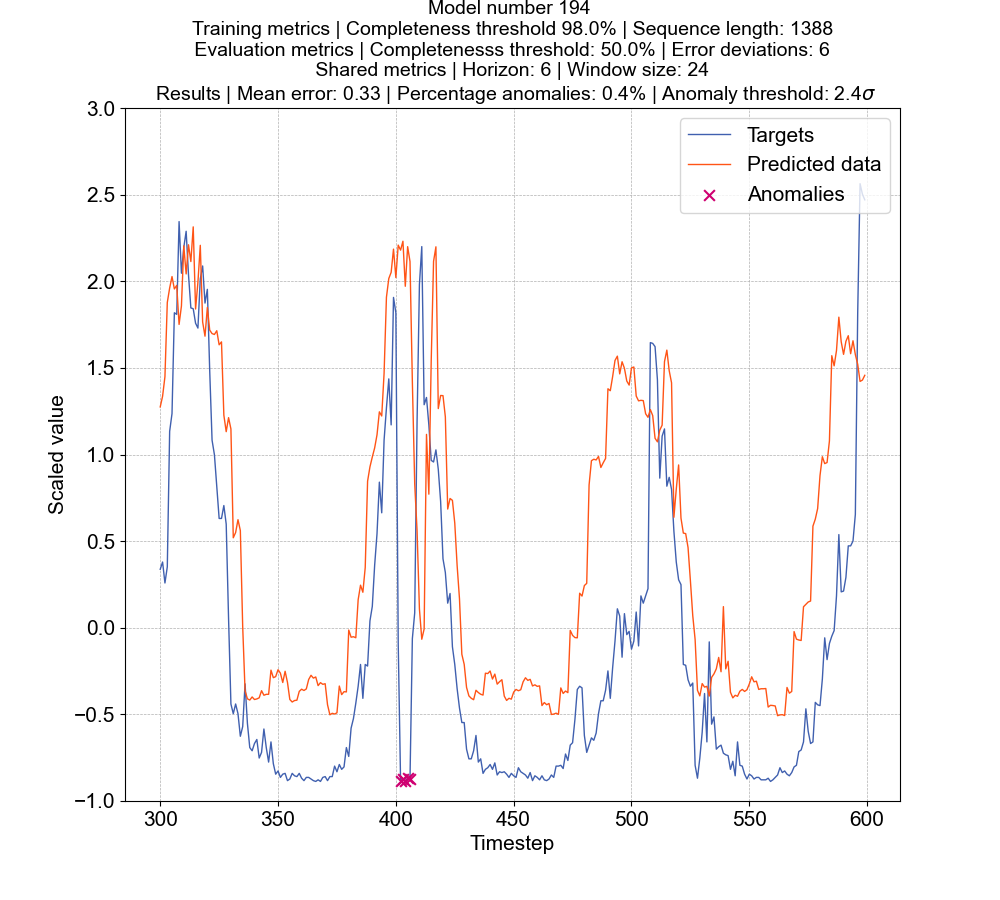 Model number 194
Training metrics | Completeness threshold 98.0% | Sequence length: 1388
Evaluation metrics | Completenesss threshold: 50.0% | Error deviations: 6
Shared metrics | Horizon: 6 | Window size: 24
Results | Mean error: 0.33 | Percentage anomalies: 0.4% | Anomaly threshold: 2.4σ
3.0
2.5
2.0
1.5
1.0
0.5
0.0
−0.5
−1.0
Scaled value
Targets
Predicted data
Anomalies
300 350 400 450 500 550 600
Timestep